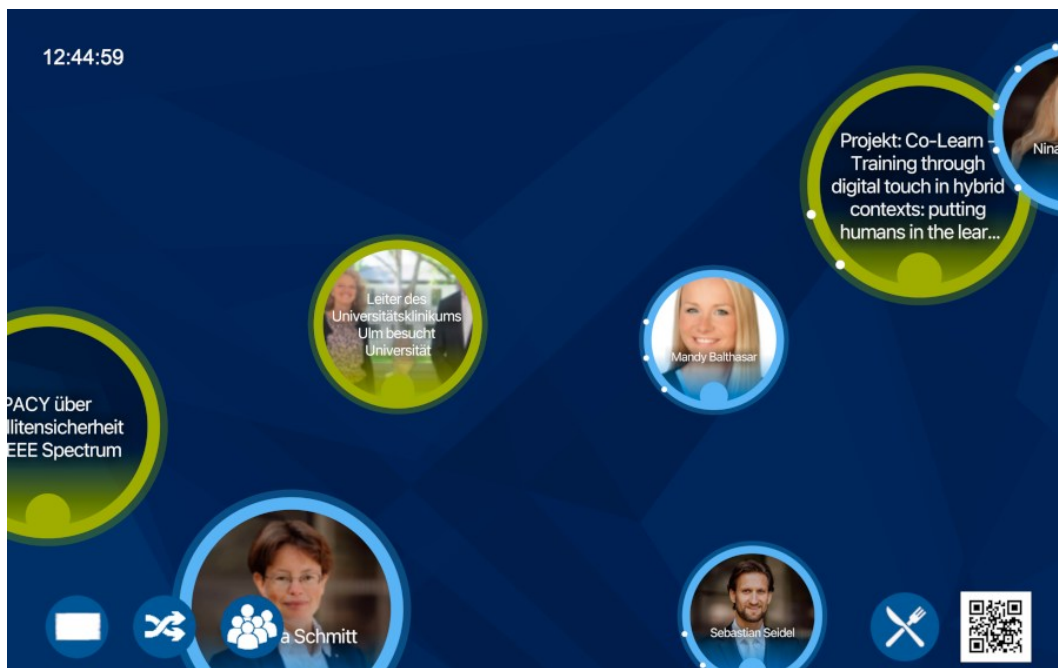 12:44:59
Projekt: Co-Learn –
Training through
digital touch in hybrid
contexts: putting
humans in the lear...
Nina
Leiter des
Universitätsklinikums
Ulm besucht
Universität
Mandy Balthasar
PACY über
llitensicherheit
EEE Spectrum
a Schmitt
Sebastian Seidel